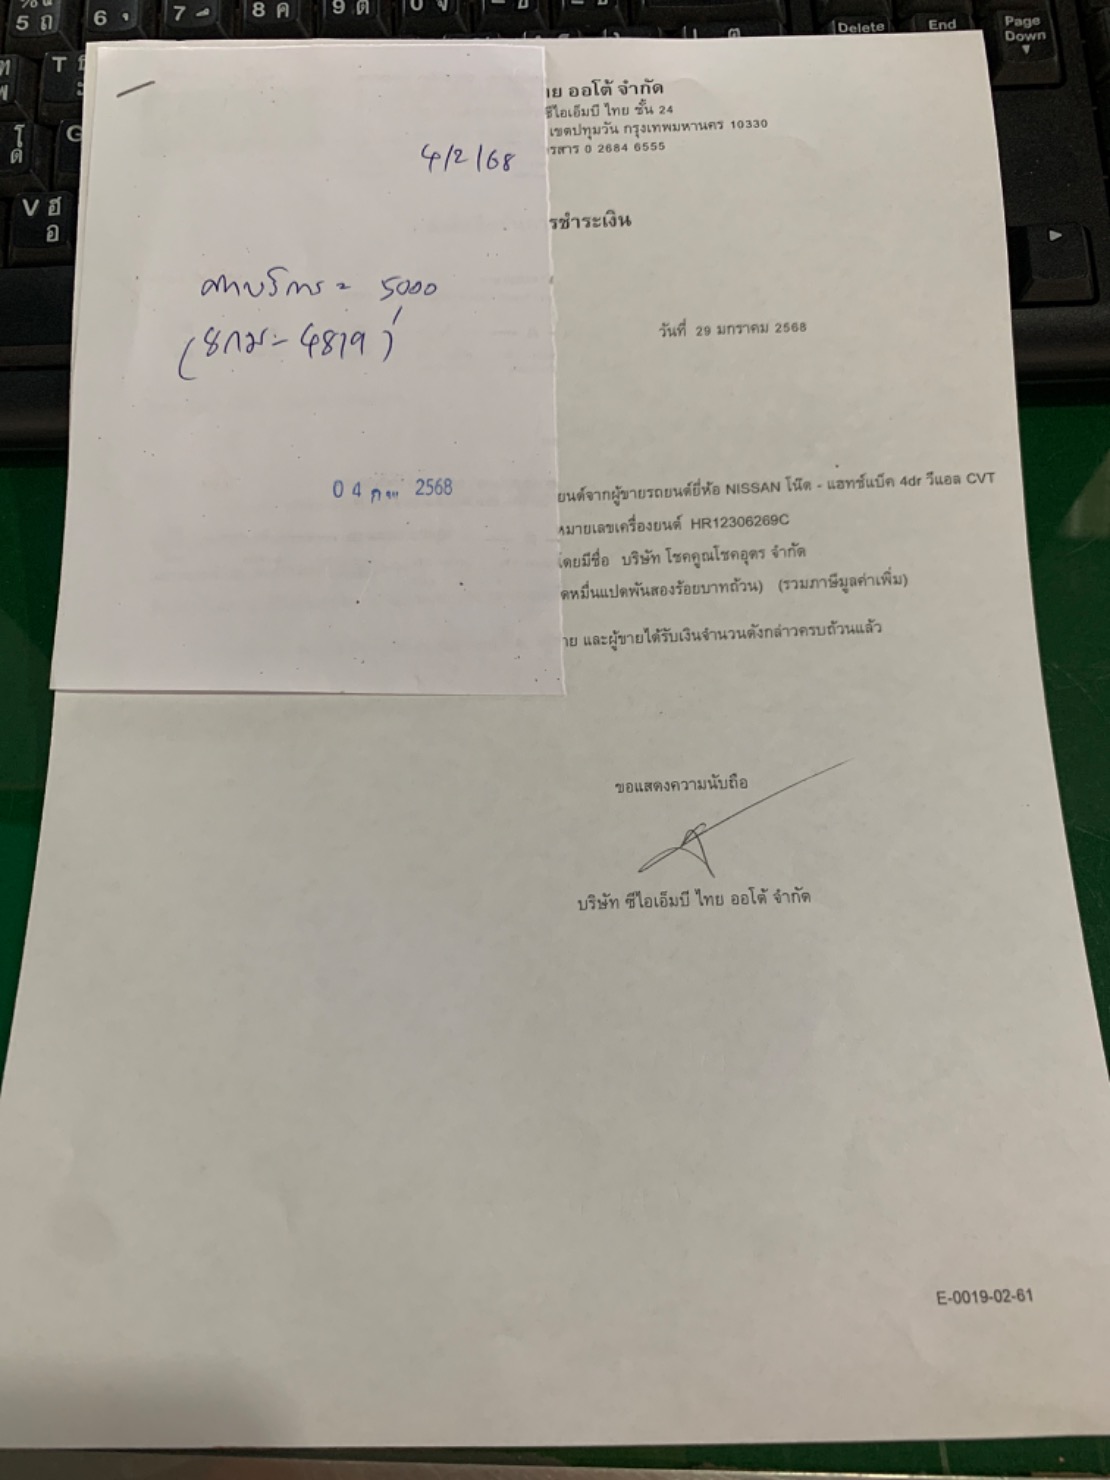 4/2/68
ค่าบริการ = 5000
04 2568
าย ออโต้ จำกัด
ซีไอเอ็มบี ไทย ชั้น 24
เขตปทุมวัน กรุงเทพมหานคร 10330
รสาร 0 2684 6555
รชำระเงิน
วันที่ 29 มกราคม 2568
ยนต์จากผู้ขายรถยนต์ยี่ห้อ NISSAN โน๊ต - แฮทช์แบ็ค 4dr วีแอล CVT
หมายเลขเครื่องยนต์ HR12306269C
โดยมีชื่อ บริษัท โชคคูณโชคอุดร จำกัด
ดหมื่นแปดพันสองร้อยบาทถ้วน) (รวมภาษีมูลค่าเพิ่ม)
าย และผู้ขายได้รับเงินจำนวนดังกล่าวครบถ้วนแล้ว
ขอแสดงความนับถือ
บริษัท ซีไอเอ็มบี ไทย ออโต้ จำกัด
E-0019-02-61
Delete End Page Down